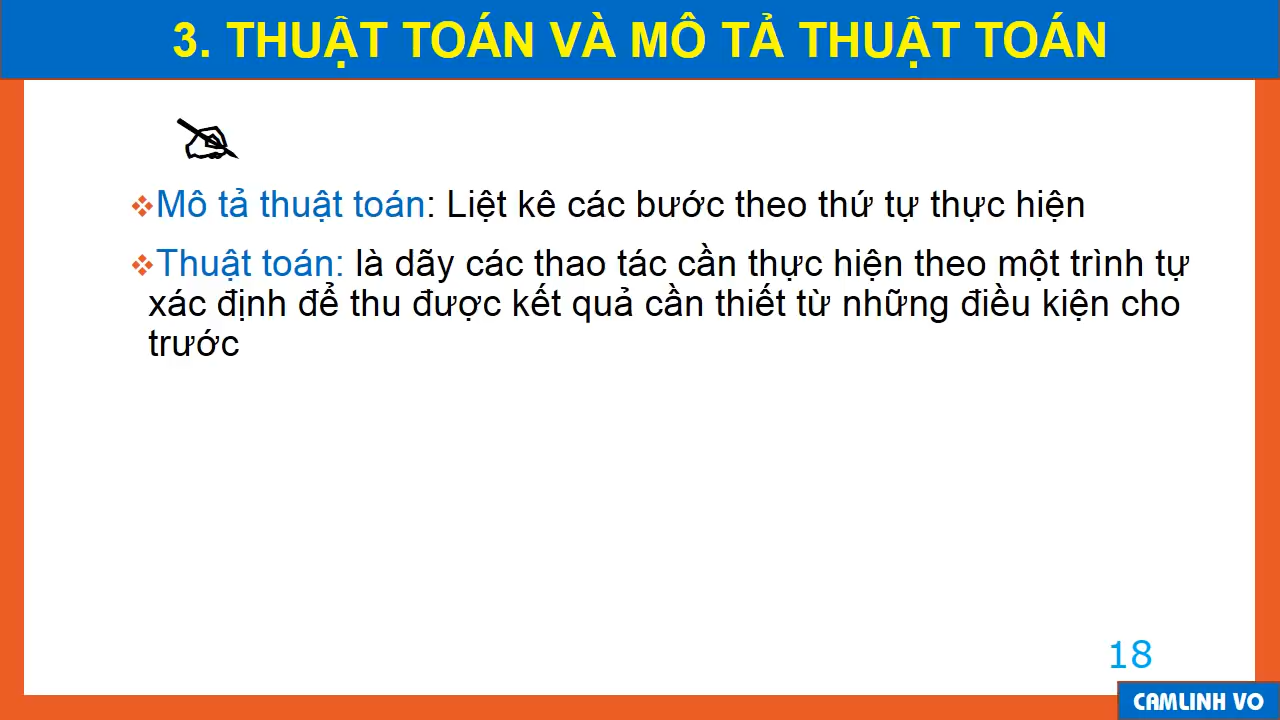 3. THUẬT TOÁN VÀ MÔ TẢ THUẬT TOÁN
Mô tả thuật toán: Liệt kê các bước theo thứ tự thực hiện
Thuật toán: là dãy các thao tác cần thực hiện theo một trình tự
xác định để thu được kết quả cần thiết từ những điều kiện cho
trước
18
CAMLINH VO